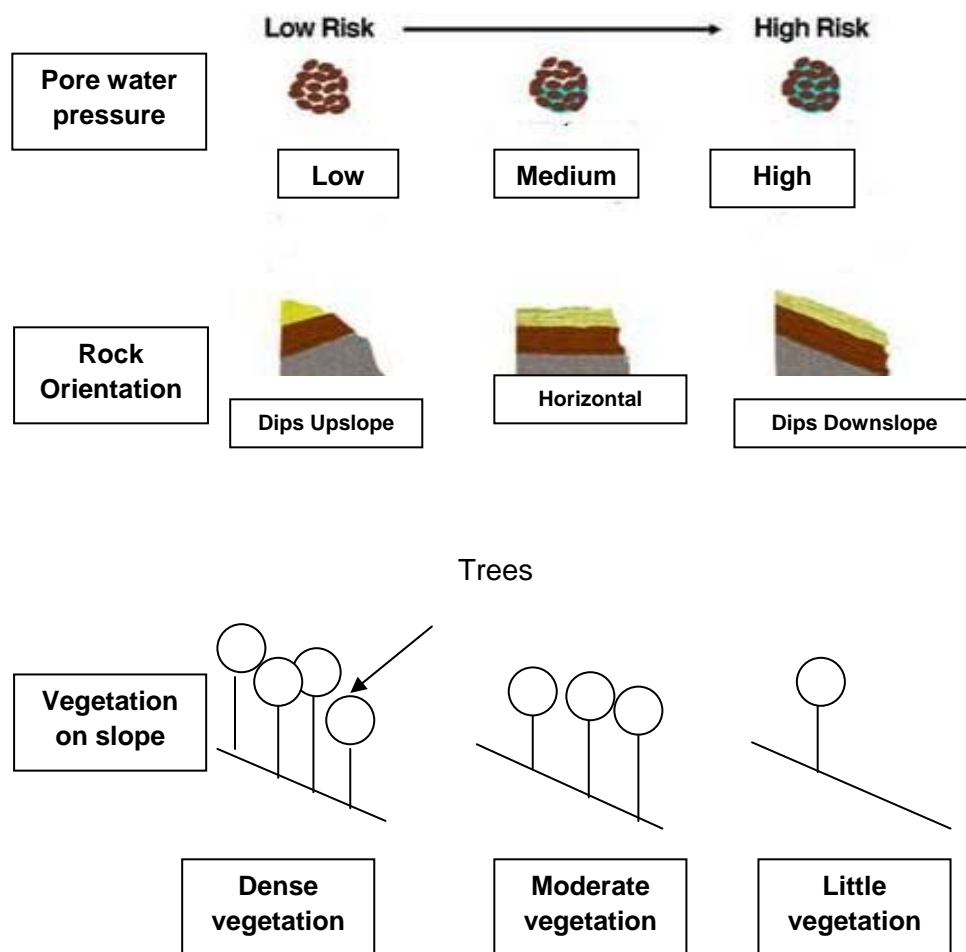 Low Risk
High Risk
Pore water
pressure
Low
Medium
High
Rock
Orientation
Dips Upslope
Horizontal
Dips Downslope
Trees
Vegetation
on slope
Dense
vegetation
Moderate
vegetation
Little
vegetation